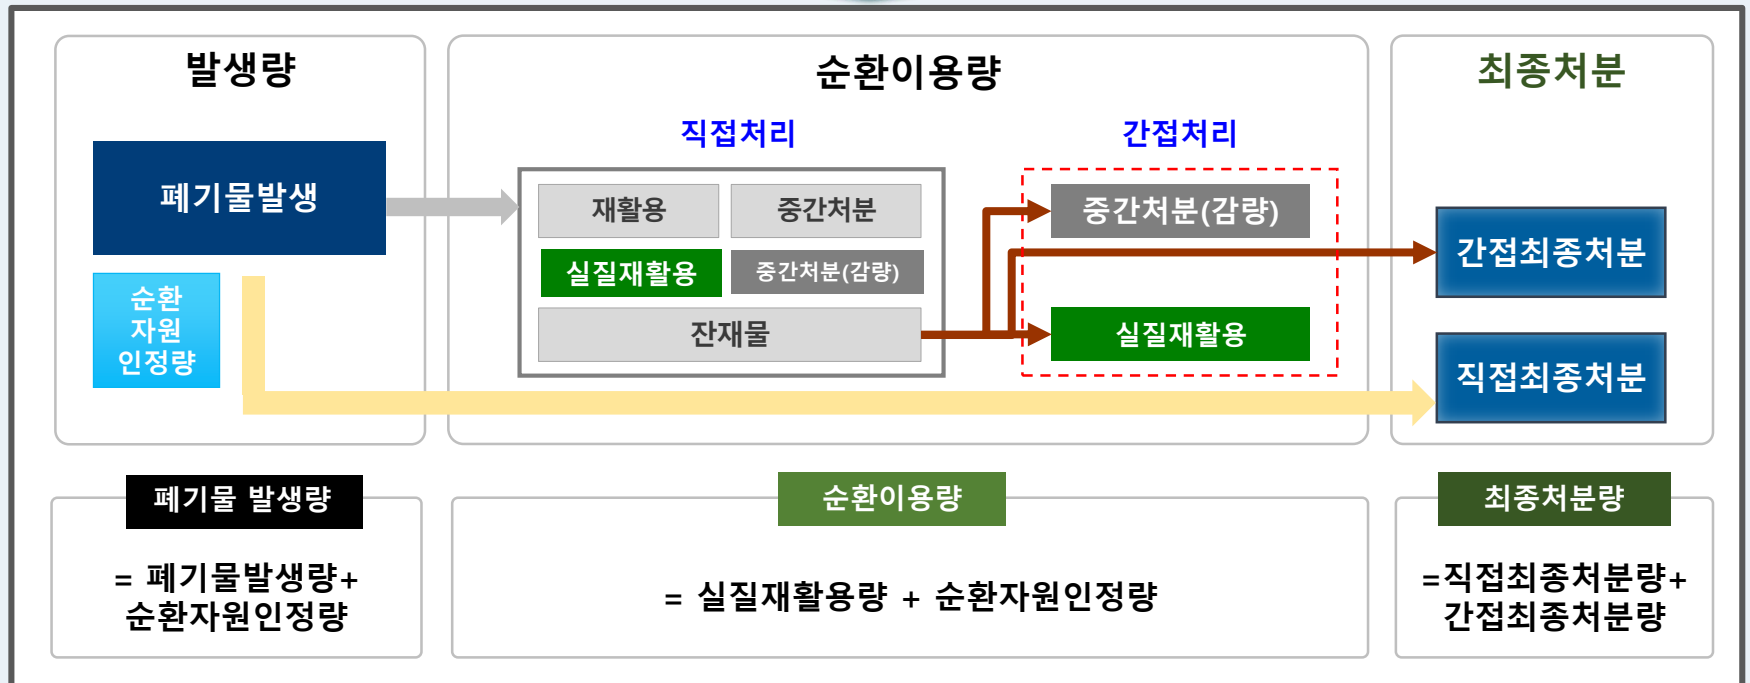 발생량
순환이용량
최종처분
직접처리
간접처리
폐기물발생
재활용
중간처분
중간처분(감량)
실질재활용
중간처분(감량)
간접최종처분
순환
자원
인정량
잔재물
실질재활용
직접최종처분
폐기물 발생량
순환이용량
최종처분량
= 폐기물발생량+
순환자원인정량
= 실질재활용량 + 순환자원인정량
=직접최종처분량+
간접최종처분량